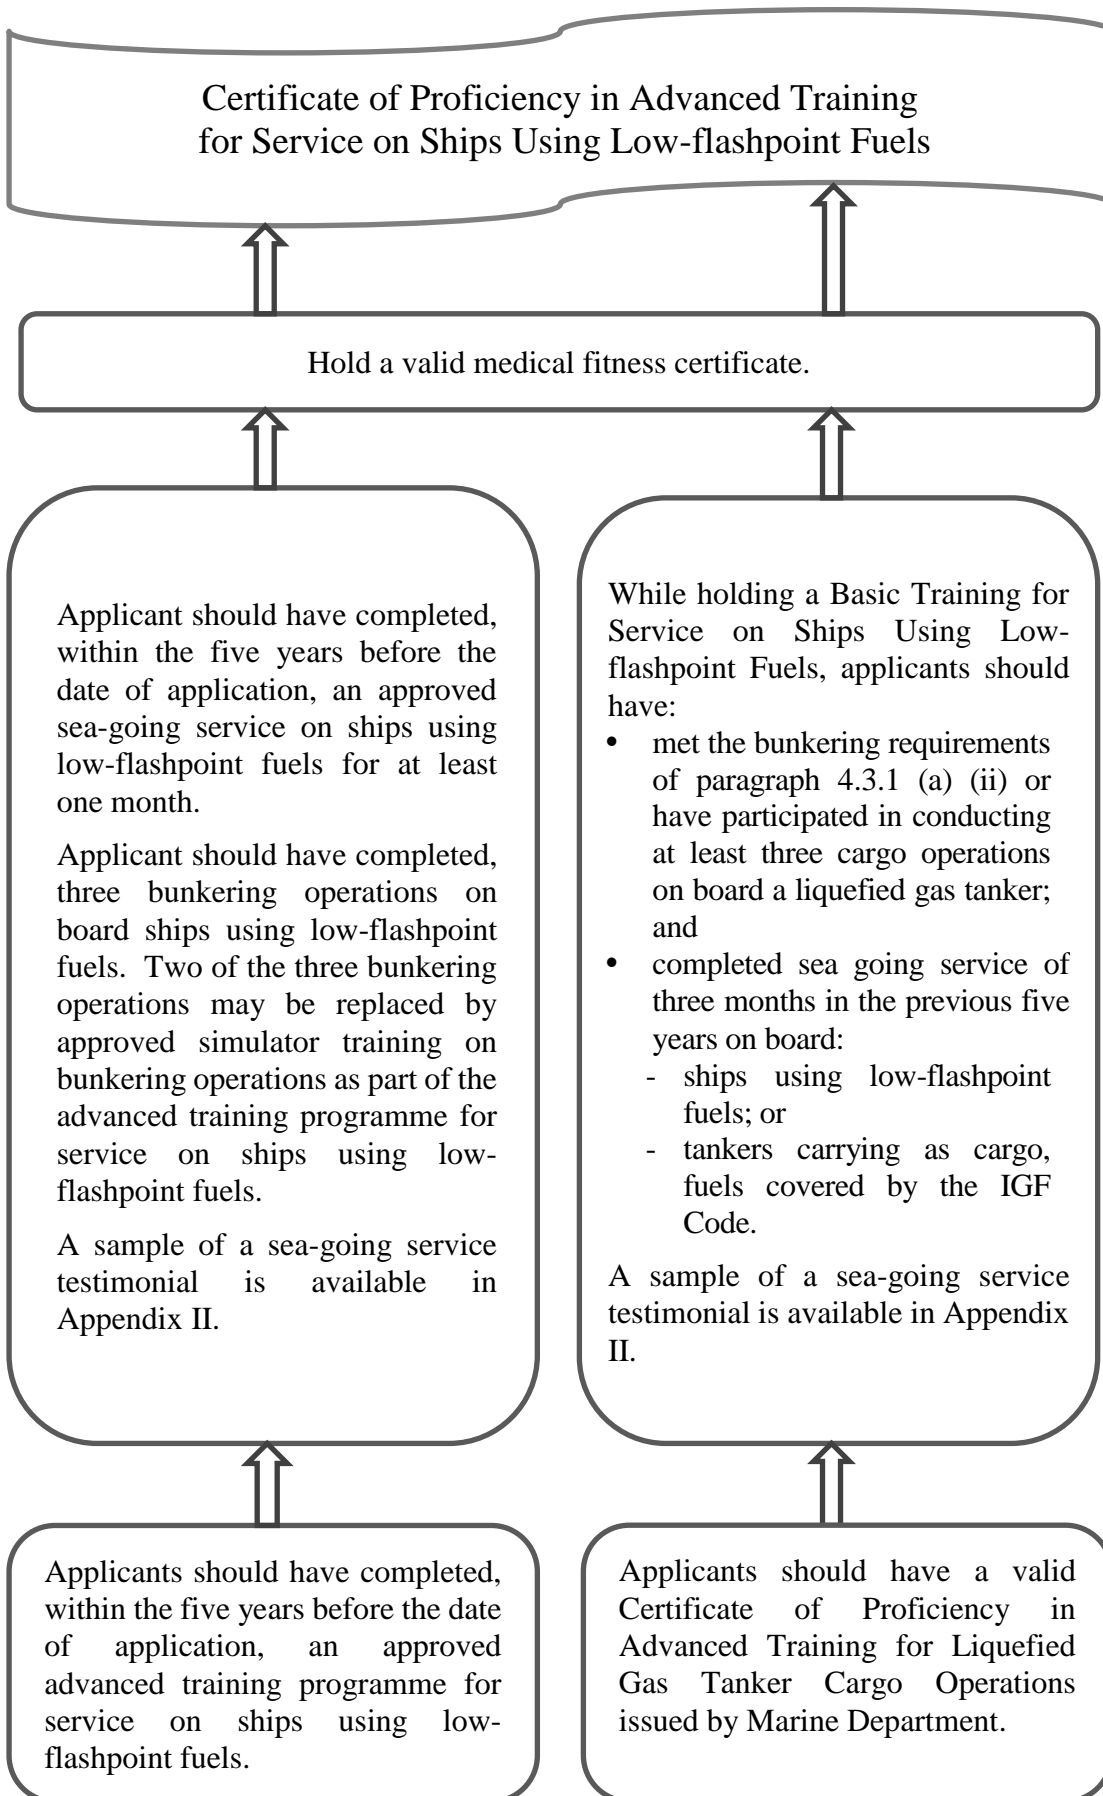 Certificate of Proficiency in Advanced Training
for Service on Ships Using Low-flashpoint Fuels
Hold a valid medical fitness certificate.
Applicant should have completed,
within the five years before the
date of application, an approved
sea-going service on ships using
low-flashpoint fuels for at least
one month.
Applicant should have completed,
three bunkering operations on
board ships using low-flashpoint
fuels. Two of the three bunkering
operations may be replaced by
approved simulator training on
bunkering operations as part of the
advanced training programme for
service on ships using low-
flashpoint fuels.
A sample of a sea-going service
testimonial is available in
Appendix II.
While holding a Basic Training for
Service on Ships Using Low-
flashpoint Fuels, applicants should
have:
• met the bunkering requirements
of paragraph 4.3.1 (a) (ii) or
have participated in conducting
at least three cargo operations
on board a liquefied gas tanker;
and
• completed sea going service of
three months in the previous five
years on board:
- ships using low-flashpoint
fuels; or
- tankers carrying as cargo,
fuels covered by the IGF
Code.
A sample of a sea-going service
testimonial is available in Appendix
II.
Applicants should have completed,
within the five years before the date
of application, an approved
advanced training programme for
service on ships using low-
flashpoint fuels.
Applicants should have a valid
Certificate of Proficiency in
Advanced Training for Liquefied
Gas Tanker Cargo Operations
issued by Marine Department.